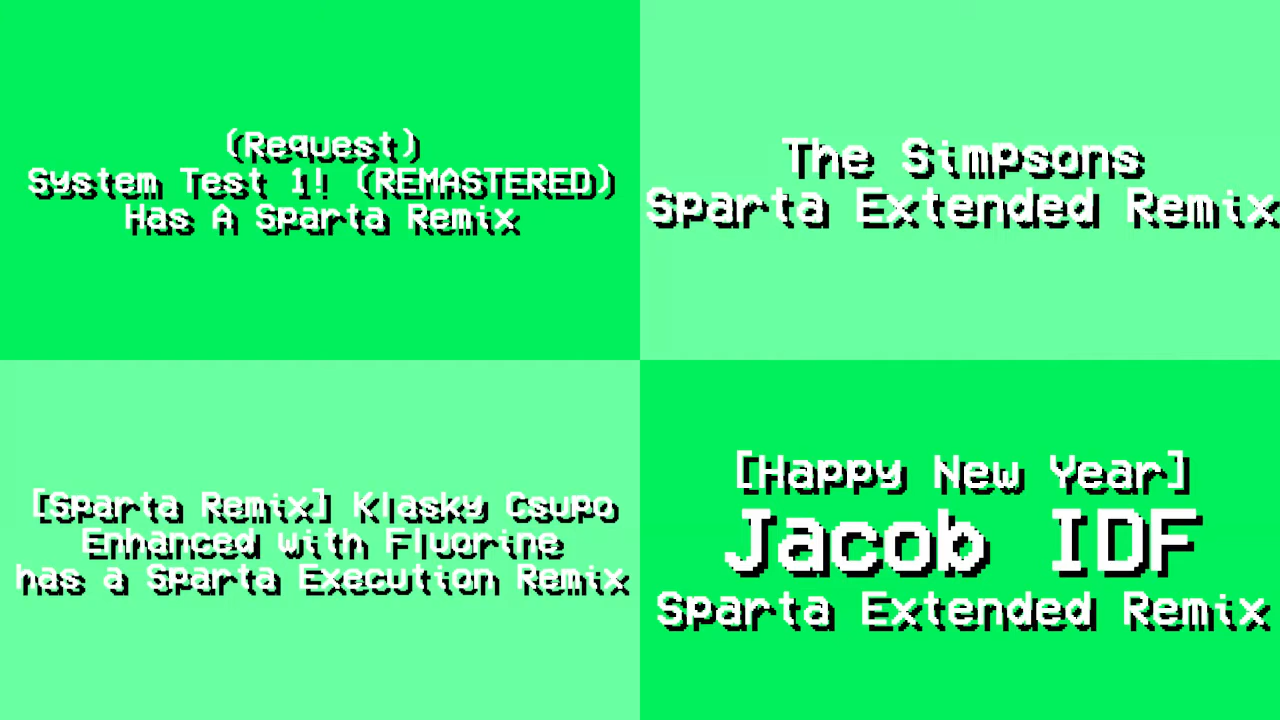 (Request)
System Test 1! (REMASTERED)
Has A Sparta Remix
The Simpsons
Sparta Extended Remix
[Sparta Remix] Klasky Csupo
Enhanced with Fluorine
has a Sparta Execution Remix
[Happy New Year]
Jacob IDF
Sparta Extended Remix